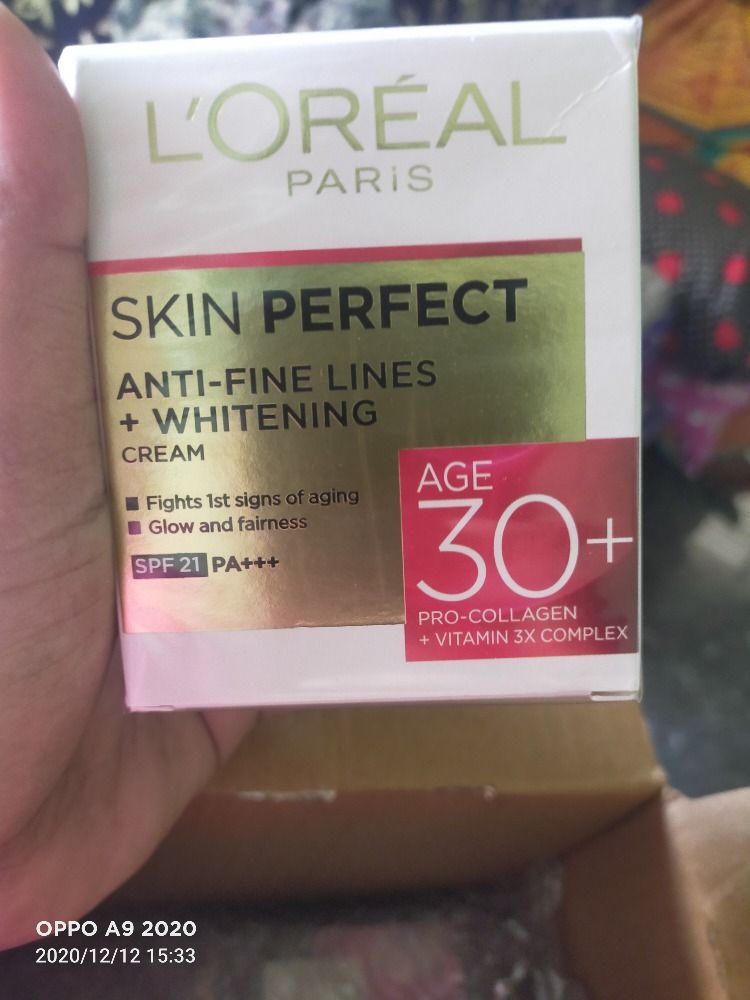 L'ORÉAL
PARiS
SKIN PERFECT
ANTI-FINE LINES
+ WHITENING
CREAM
Fights 1st signs of aging
Glow and fairness
SPF 21 PA+++
AGE
30+
PRO-COLLAGEN
+ VITAMIN 3X COMPLEX
OPPO A9 2020
2020/12/12 15:33